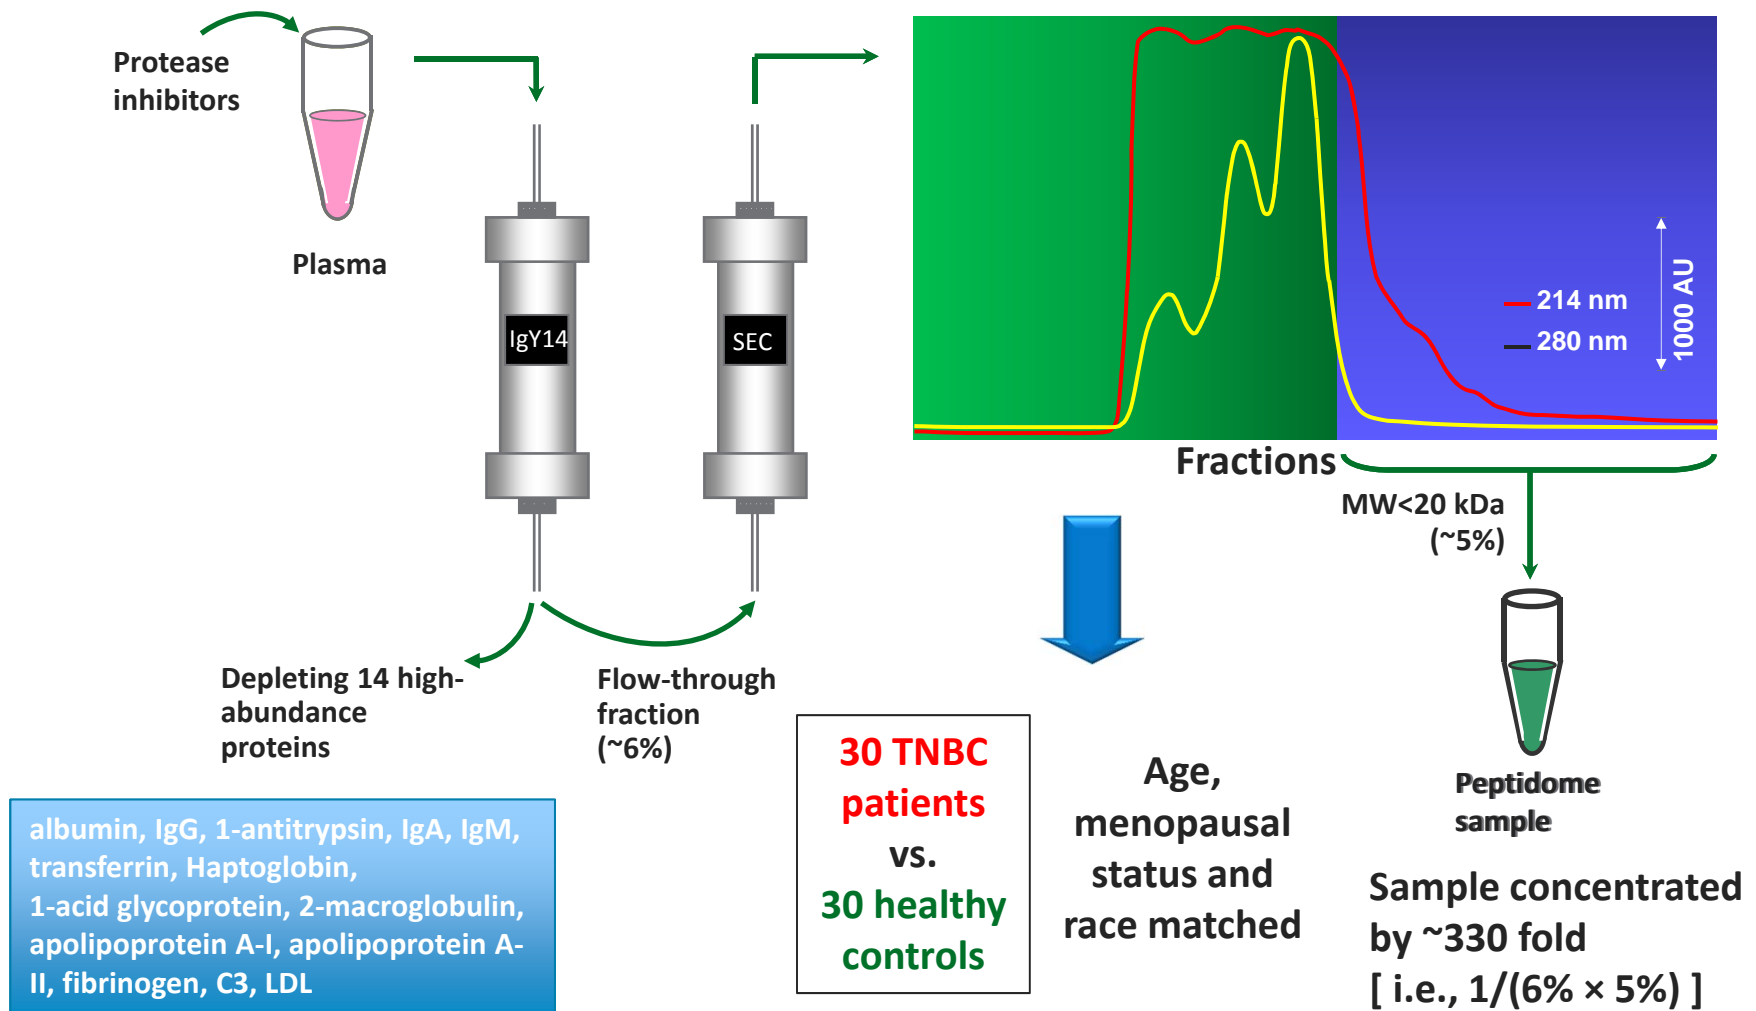 Protease
inhibitors
Plasma
IgY14
SEC
214 nm
280 nm
1000 AU
Fractions
MW<20 kDa
(~5%)
Depleting 14 high-
abundance
proteins
Flow-through
fraction
(~6%)
albumin, IgG, 1-antitrypsin, IgA, IgM,
transferrin, Haptoglobin,
1-acid glycoprotein, 2-macroglobulin,
apolipoprotein A-I, apolipoprotein A-
II, fibrinogen, C3, LDL
30 TNBC
patients
vs.
30 healthy
controls
Age,
menopausal
status and
race matched
Peptidome
sample
Sample concentrated
by ~330 fold
[ i.e., 1/(6% × 5%) ]